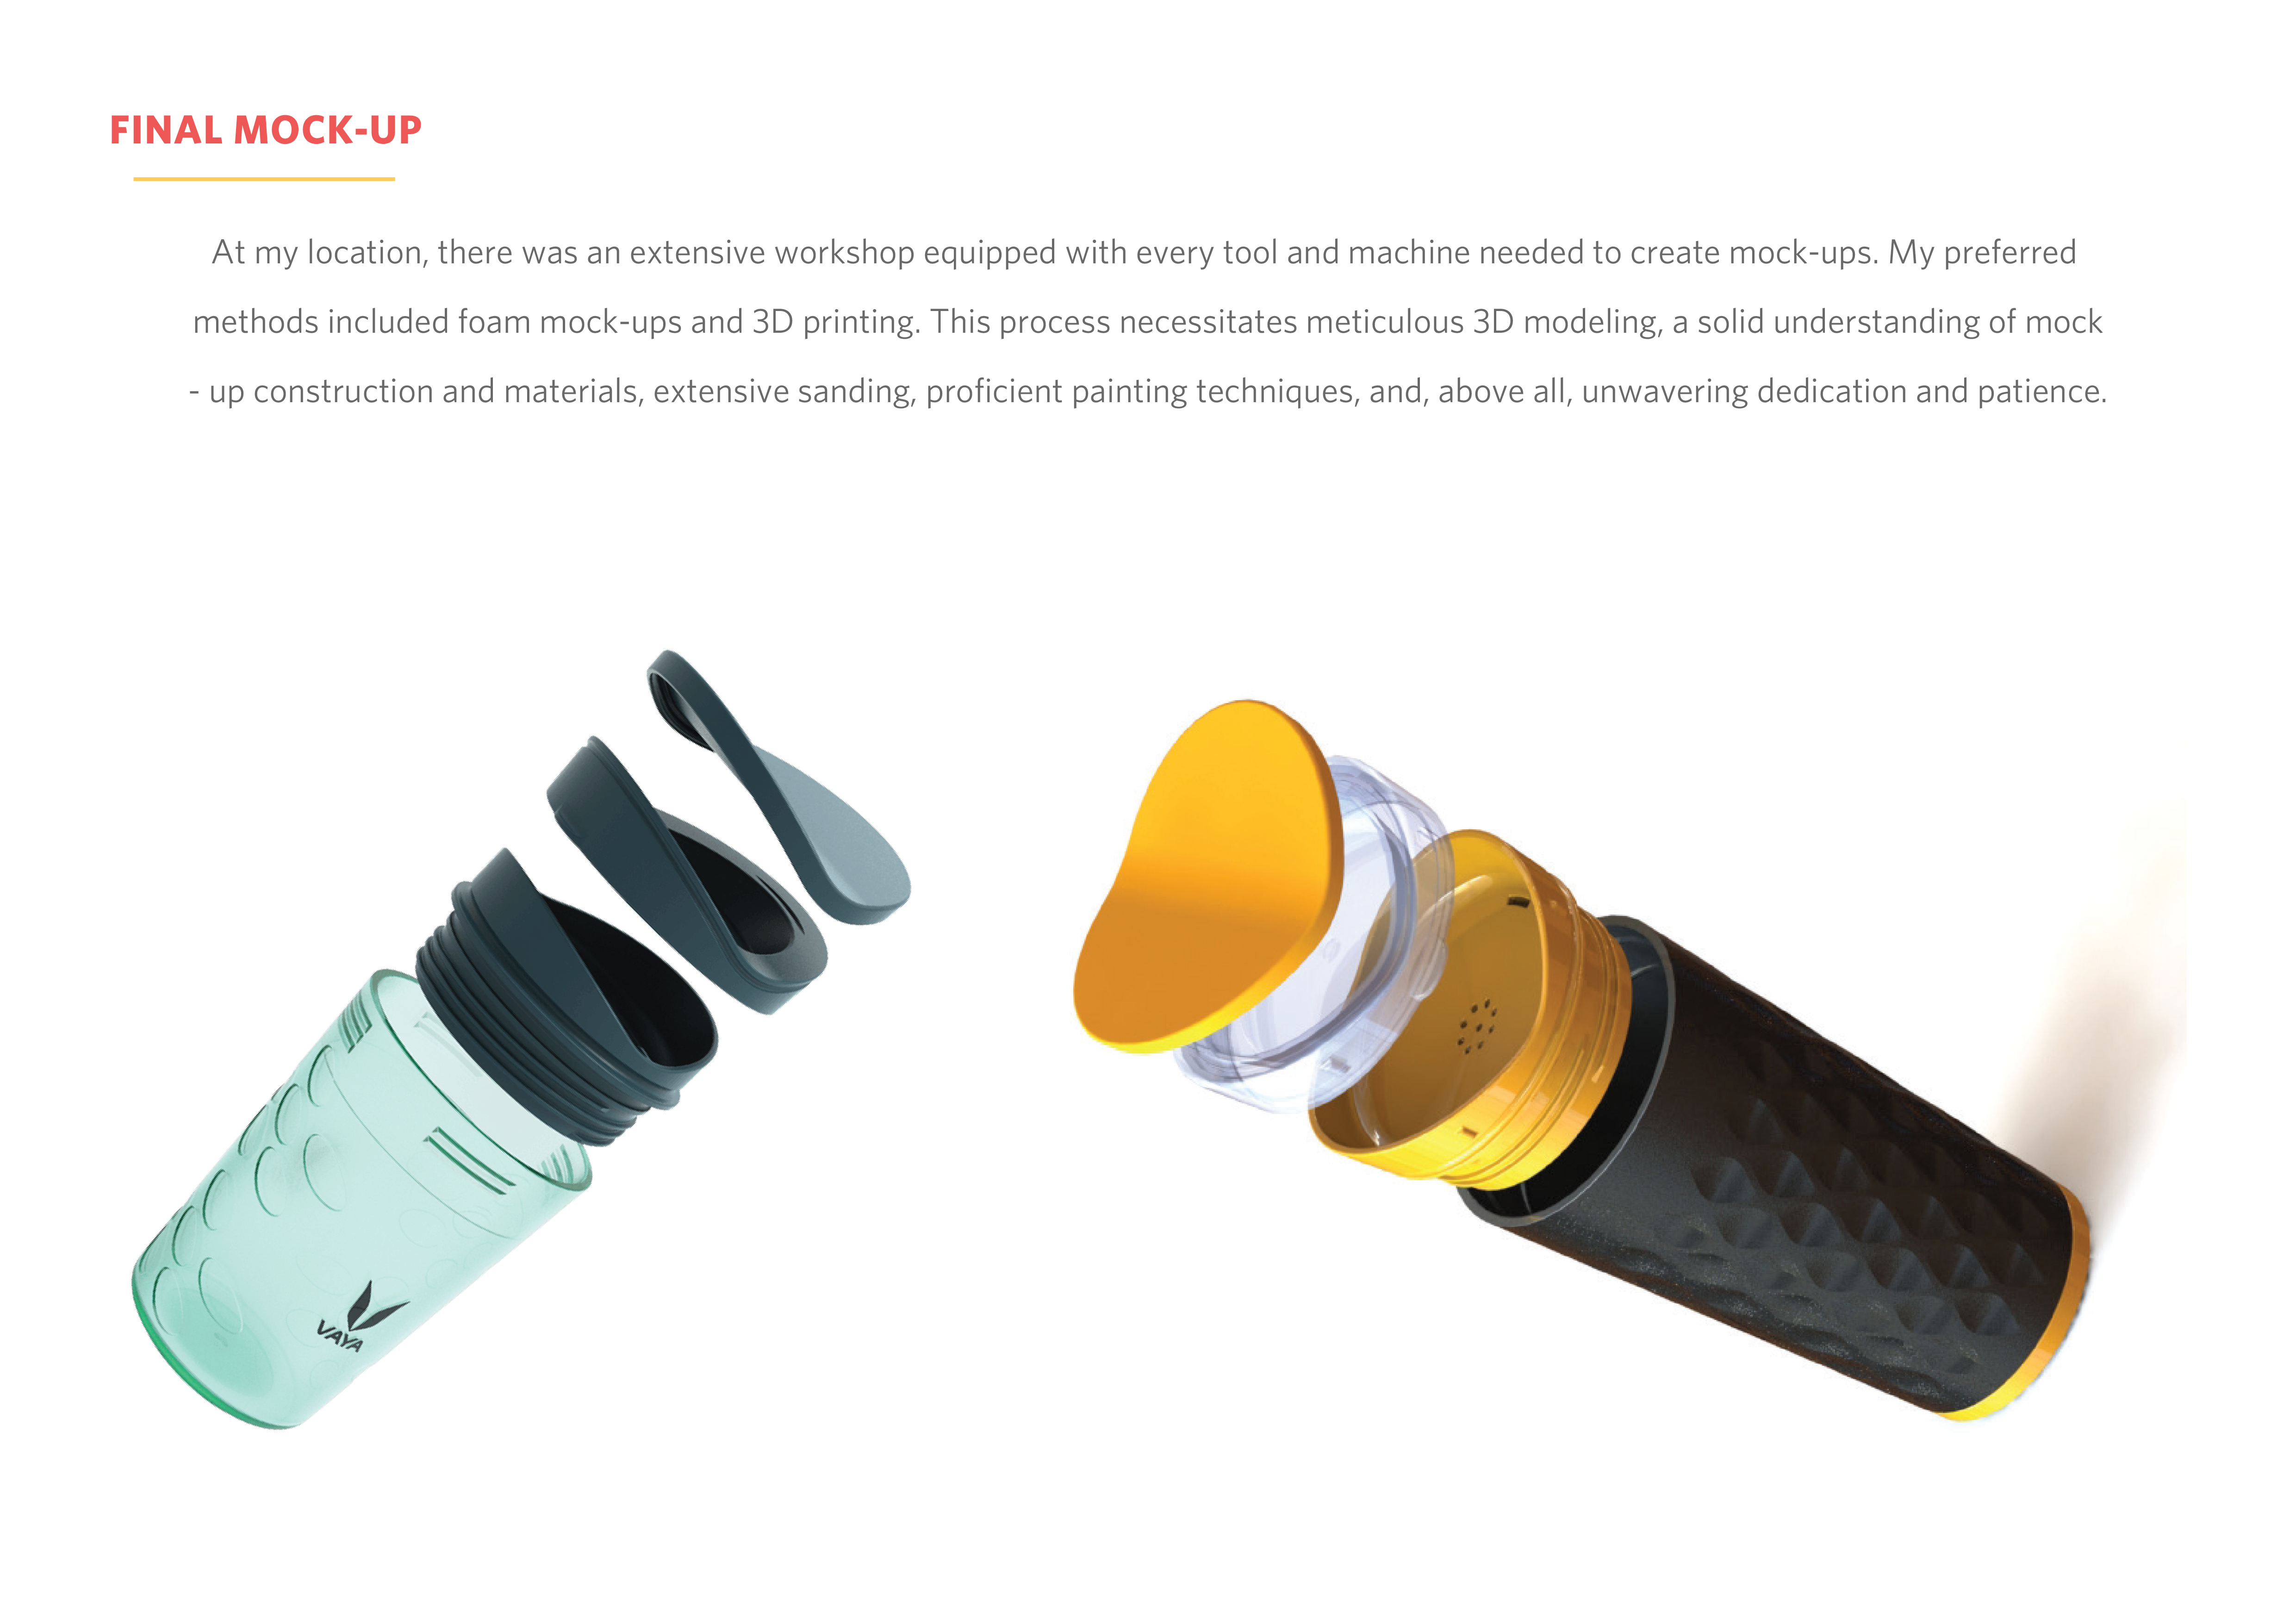 FINAL MOCK-UP
At my location, there was an extensive workshop equipped with every tool and machine needed to create mock-ups. My preferred
methods included foam mock-ups and 3D printing. This process necessitates meticulous 3D modeling, a solid understanding of mock
- up construction and materials, extensive sanding, proficient painting techniques, and, above all, unwavering dedication and patience.
VAYA